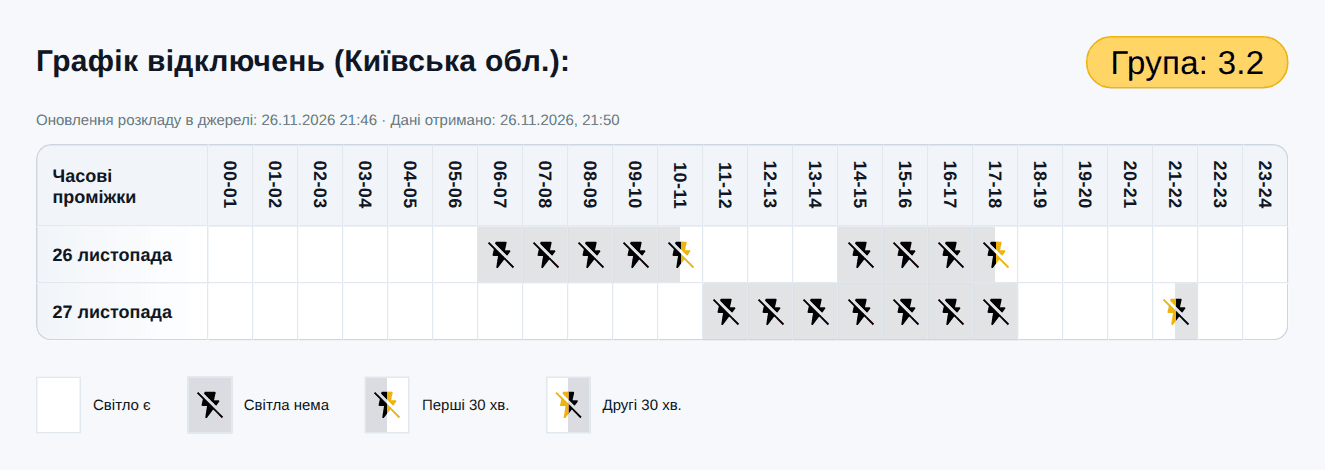 Графік відключень (Київська обл.):
Група: 3.2
Оновлення розкладу в джерелі: 26.11.2026 21:46 · Дані отримано: 26.11.2026, 21:50
Часові
проміжки
00-01
01-02
02-03
03-04
04-05
05-06
06-07
07-08
08-09
09-10
10-11
11-12
12-13
13-14
14-15
15-16
16-17
17-18
18-19
19-20
20-21
21-22
22-23
23-24
26 листопада
27 листопада
Світло є
Світла нема
Перші 30 хв.
Другі 30 хв.